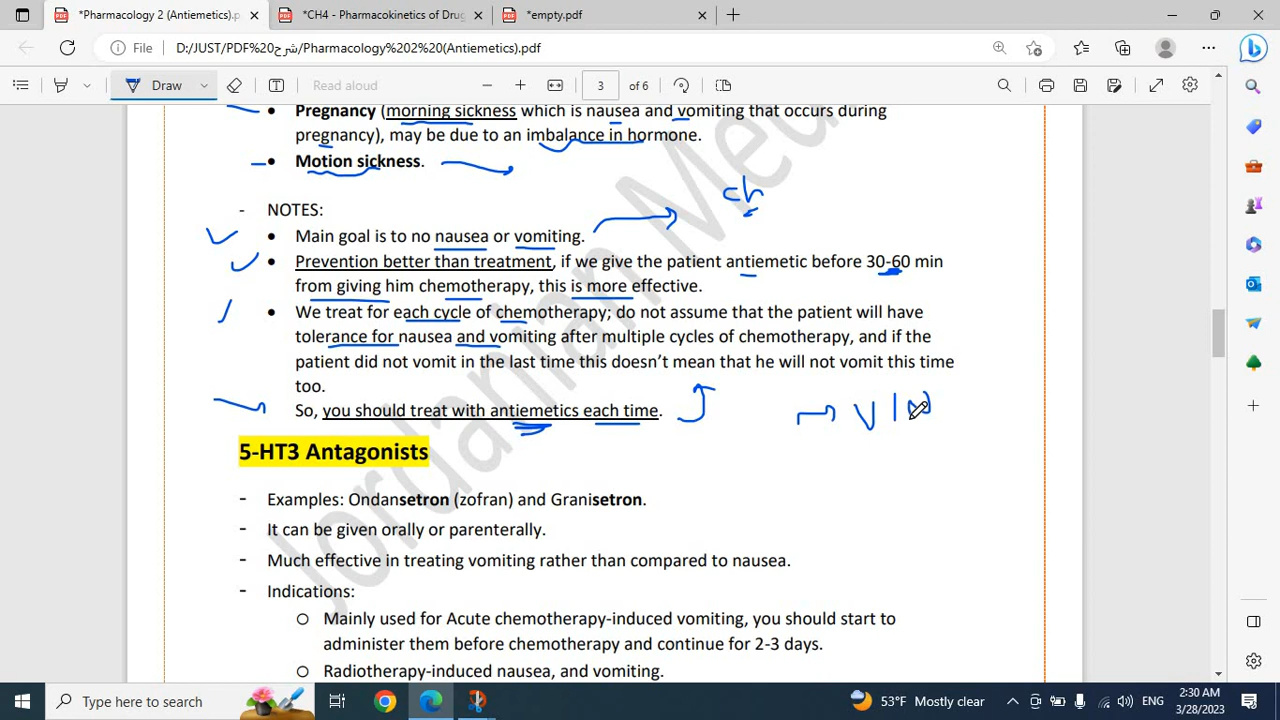 *Pharmacology 2 (Antiemetics).p
*CH4 - Pharmacokinetics of Drug
*empty.pdf
File
D:/JUST/PDF%20شرح/Pharmacology%202%20(Antiemetics).pdf
Draw
Read aloud
3
of 6
• Pregnancy (morning sickness which is nausea and vomiting that occurs during
pregnancy), may be due to an imbalance in hormone.
• Motion sickness.
ch
- NOTES:
• Main goal is to no nausea or vomiting.
• Prevention better than treatment, if we give the patient antiemetic before 30-60 min
from giving him chemotherapy, this is more effective.
• We treat for each cycle of chemotherapy; do not assume that the patient will have
tolerance for nausea and vomiting after multiple cycles of chemotherapy, and if the
patient did not vomit in the last time this doesn't mean that he will not vomit this time
too.
So, you should treat with antiemetics each time.
5-HT3 Antagonists
- Examples: Ondansetron (zofran) and Granisetron.
- It can be given orally or parenterally.
- Much effective in treating vomiting rather than compared to nausea.
- Indications:
o Mainly used for Acute chemotherapy-induced vomiting, you should start to
administer them before chemotherapy and continue for 2-3 days.
o Radiotherapy-induced nausea, and vomiting.
Jordanian Med
Type here to search
53°F Mostly clear
ENG
2:30 AM
3/28/2023